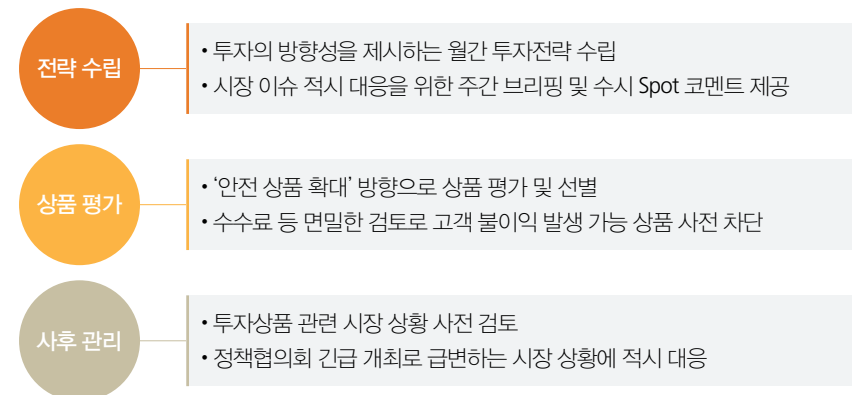 전략 수립
• 투자의 방향성을 제시하는 월간 투자전략 수립
• 시장 이슈 적시 대응을 위한 주간 브리핑 및 수시 Spot 코멘트 제공
상품 평가
• ‘안전 상품 확대’ 방향으로 상품 평가 및 선별
• 수수료 등 면밀한 검토로 고객 불이익 발생 가능 상품 사전 차단
사후 관리
• 투자상품 관련 시장 상황 사전 검토
• 정책협의회 긴급 개최로 급변하는 시장 상황에 적시 대응